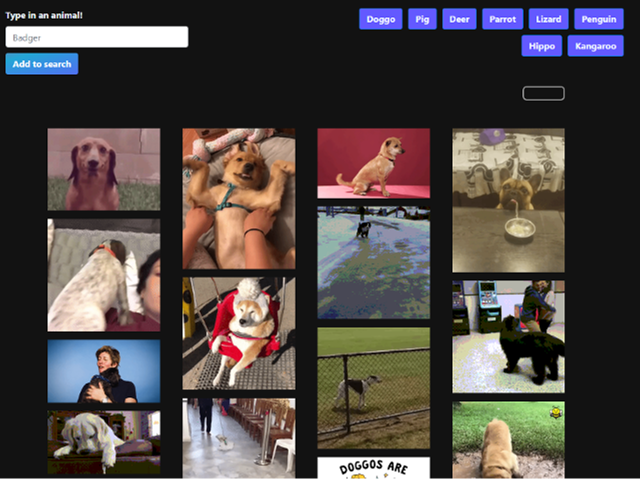 Type in an animal!
Badger
Add to search
Doggo Pig Deer Parrot Lizard Penguin
Hippo Kangaroo
DOGGOS ARE